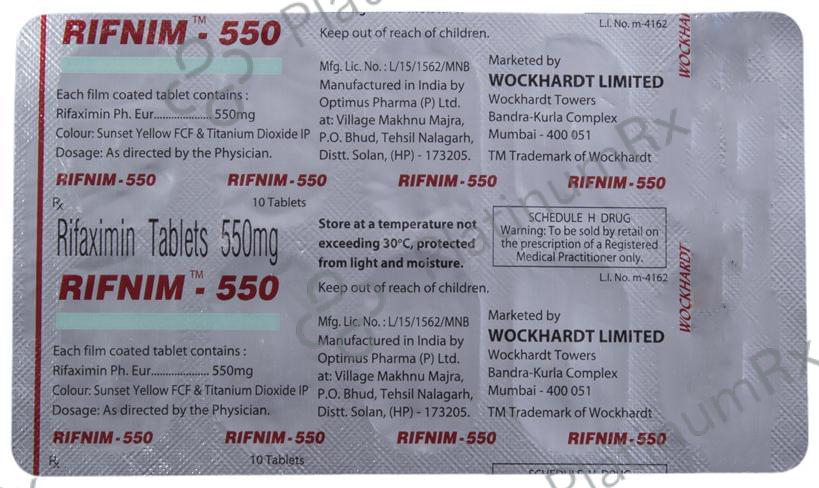 RIFNIM™ - 550
Each film coated tablet contains :
Rifaximin Ph. Eur.................... 550mg
Colour: Sunset Yellow FCF & Titanium Dioxide IP
Dosage: As directed by the Physician.
Keep out of reach of children.
Mfg. Lic. No. : L/15/1562/MNB
Manufactured in India by
Optimus Pharma (P) Ltd.
at: Village Makhnu Majra,
P.O. Bhud, Tehsil Nalagarh,
Distt. Solan, (HP) - 173205.
L.I. No. m-4162
Marketed by
WOCKHARDT LIMITED
Wockhardt Towers
Bandra-Kurla Complex
Mumbai - 400 051
TM Trademark of Wockhardt
WOCKHARDT
RIFNIM - 550 RIFNIM - 550 RIFNIM - 550 RIFNIM - 550
Rx 10 Tablets
Rifaximin Tablets 550mg
RIFNIM™ - 550
Each film coated tablet contains :
Rifaximin Ph. Eur.................... 550mg
Colour: Sunset Yellow FCF & Titanium Dioxide IP
Dosage: As directed by the Physician.
Store at a temperature not
exceeding 30°C, protected
from light and moisture.
Keep out of reach of children.
Mfg. Lic. No. : L/15/1562/MNB
Manufactured in India by
Optimus Pharma (P) Ltd.
at: Village Makhnu Majra,
P.O. Bhud, Tehsil Nalagarh,
Distt. Solan, (HP) - 173205.
SCHEDULE H DRUG
Warning: To be sold by retail on
the prescription of a Registered
Medical Practitioner only.
L.I. No. m-4162
Marketed by
WOCKHARDT LIMITED
Wockhardt Towers
Bandra-Kurla Complex
Mumbai - 400 051
TM Trademark of Wockhardt
WOCKHARDT
RIFNIM - 550 RIFNIM - 550 RIFNIM - 550 RIFNIM - 550
Rx 10 Tablets
SCHEDULE H DRUG
PlatinumRx
PlatinumRx
PlatinumRx